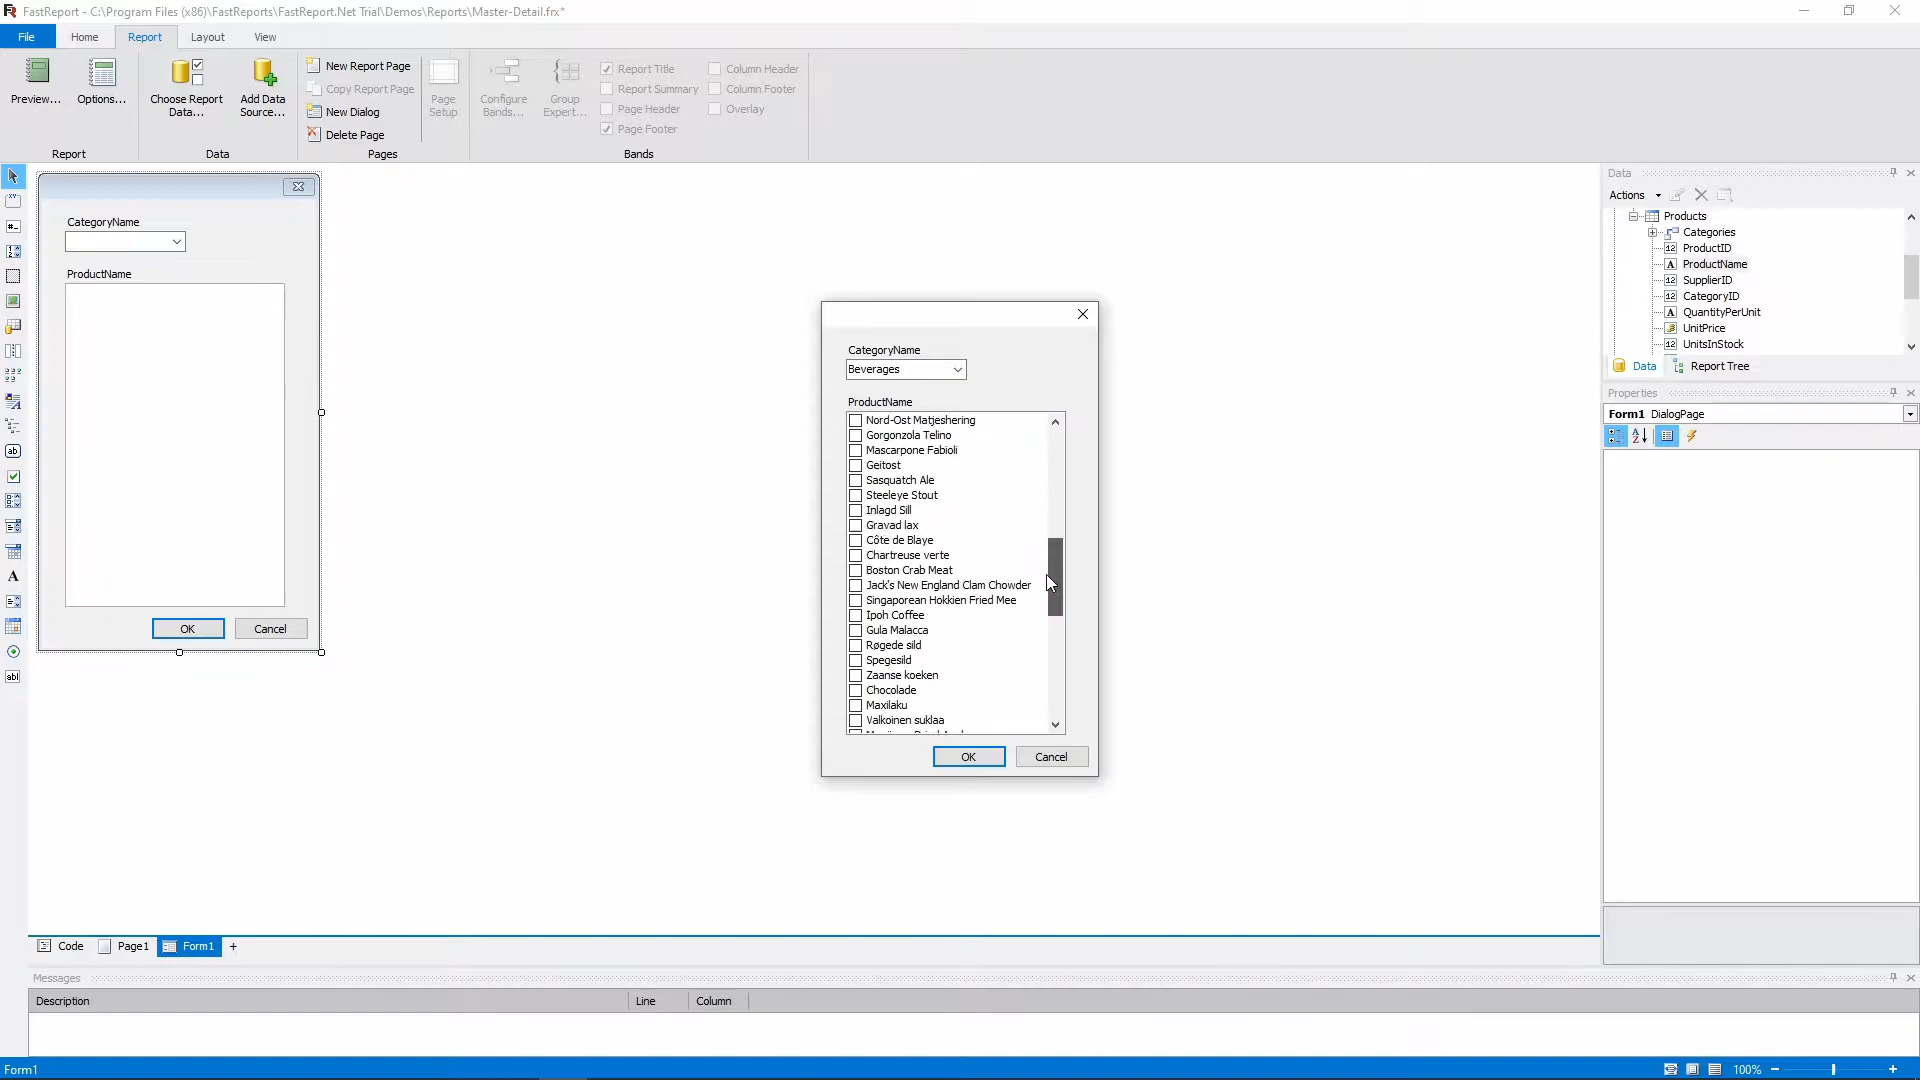 FastReport - C:\Program Files (x86)\FastReports\FastReport.Net Trial\Demos\Reports\Master-Detail.frx*
File Home Report Layout View
Preview... Options... Choose Report Data... Add Data Source...
New Report Page
Copy Report Page
New Dialog
Delete Page
Page Setup
Configure Bands...
Group Expert...
Report Title Column Header
Report Summary Column Footer
Page Header Overlay
Page Footer
Report Data Pages Bands
CategoryName
ProductName
OK Cancel
CategoryName
Beverages
ProductName
Nord-Ost Matjeshering
Gorgonzola Telino
Mascarpone Fabioli
Geitost
Sasquatch Ale
Steeleye Stout
Inlagd Sill
Gravad lax
Côte de Blaye
Chartreuse verte
Boston Crab Meat
Jack's New England Clam Chowder
Singaporean Hokkien Fried Mee
Ipoh Coffee
Gula Malacca
Røgede sild
Spegesild
Zaanse koeken
Chocolade
Maxilaku
Valkoinen suklaa
OK Cancel
Data
Actions
Products
Categories
ProductID
ProductName
SupplierID
CategoryID
QuantityPerUnit
UnitPrice
UnitsInStock
Data Report Tree
Properties
Form1 DialogPage
Code Page1 Form1 +
Messages
Description Line Column
Form1
100%